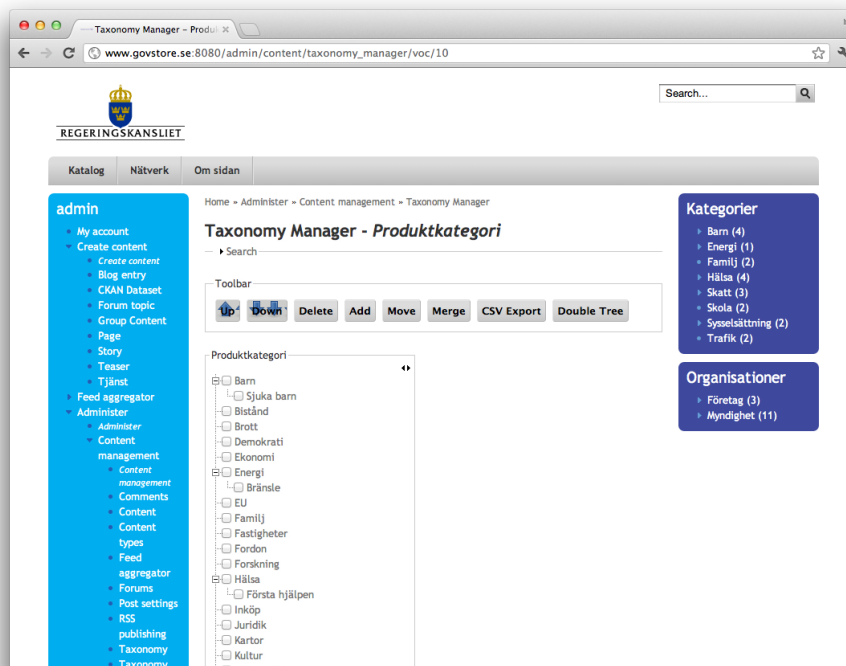 Taxonomy Manager – Produ
www.govstore.se:8080/admin/content/taxonomy_manager/voc/10
REGERINGSKANSLIET
Search...
Katalog Nätverk Om sidan
admin
My account
Create content
Create content
Blog entry
CKAN Dataset
Forum topic
Group Content
Page
Story
Teaser
Tjänst
Feed aggregator
Administer
Administer
Content
management
Content
management
Comments
Content
Content
types
Feed
aggregator
Forums
Post settings
RSS
publishing
Taxonomy
Taxonomy
Home » Administer » Content management » Taxonomy Manager
Taxonomy Manager - Produktkategori
Search
Toolbar
Up Down Delete Add Move Merge CSV Export Double Tree
Produktkategori
Barn
Sjuka barn
Bistånd
Brott
Demokrati
Ekonomi
Energi
Bränsle
EU
Familj
Fastigheter
Fordon
Forskning
Hälsa
Första hjälpen
Inköp
Juridik
Kartor
Kultur
Kategorier
Barn (4)
Energi (1)
Familj (2)
Hälsa (4)
Skatt (3)
Skola (2)
Sysselsättning (2)
Trafik (2)
Organisationer
Företag (3)
Myndighet (11)